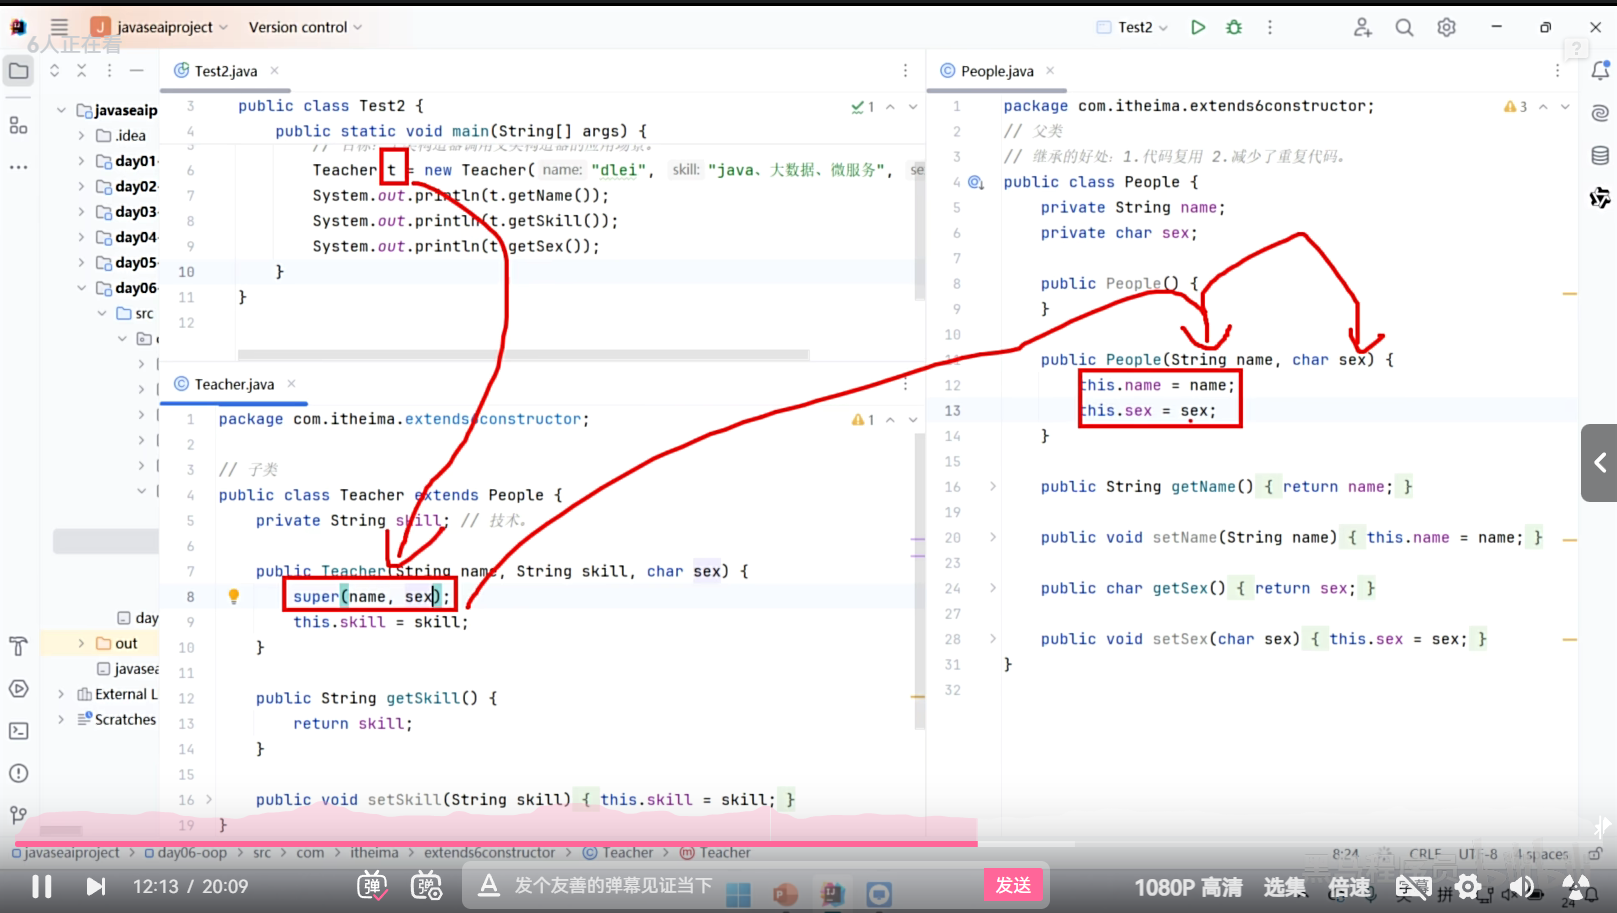 J javaseaiproject
Version control
Test2
6人正在看
Test2.java
3 public class Test2 {
4 public static void main(String[] args) {
6 Teacher t = new Teacher( name: "dlei", skill: "java、大数据、微服务", se
7 System.out.println(t.getName());
8 System.out.println(t.getSkill());
9 System.out.println(t.getSex());
10 }
11 }
12
1
javaseaip
.idea
day01-
day02-
day03-
day04-
day05-
day06-
src
day
out
javasea
External L
Scratches
Teacher.java
1 package com.itheima.extends6constructor;
2
3 // 子类
4 public class Teacher extends People {
5 private String skill; // 技术。
6
7 public Teacher(String name, String skill, char sex) {
8 super(name, sex);
9 this.skill = skill;
10 }
11
12 public String getSkill() {
13 return skill;
14 }
15
16 public void setSkill(String skill) { this.skill = skill; }
19 }
1
People.java
1 package com.itheima.extends6constructor;
2 // 父类
3 // 继承的好处：1.代码复用 2.减少了重复代码。
4 public class People {
5 private String name;
6 private char sex;
7
8 public People() {
9 }
10
11 public People(String name, char sex) {
12 this.name = name;
13 this.sex = sex;
14 }
15
16 public String getName() { return name; }
19
20 public void setName(String name) { this.name = name; }
23
24 public char getSex() { return sex; }
27
28 public void setSex(char sex) { this.sex = sex; }
31 }
32
3
javaseaiproject > day06-oop > src > com > itheima > extends6constructor > Teacher > Teacher
8:24 CRLF UTF-8 4 spaces
12:13 / 20:09
弹
弹
发个友善的弹幕见证当下
发送
1080P 高清
选集
倍速
字幕